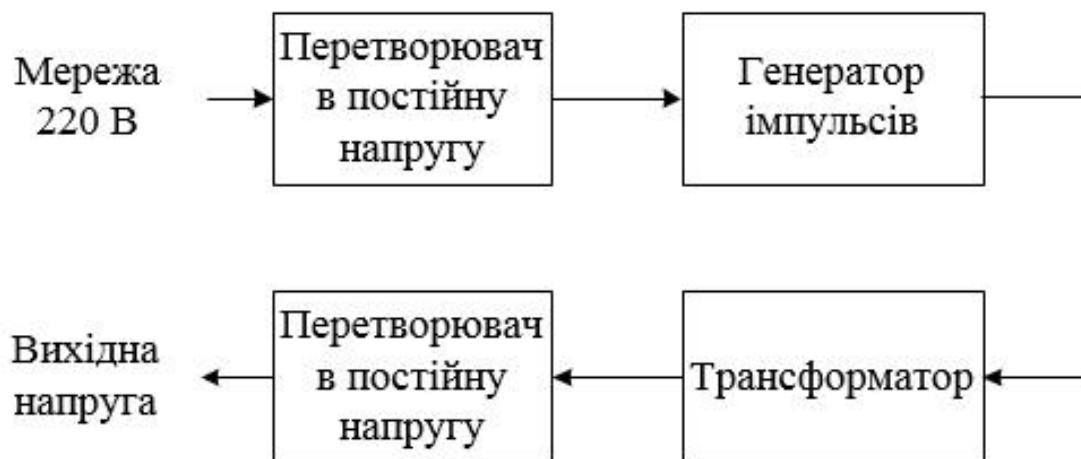 Мережа
220 В
Перетворювач
в постійну
напругу
Генератор
імпульсів
Вихідна
напруга
Перетворювач
в постійну
напругу
Трансформатор